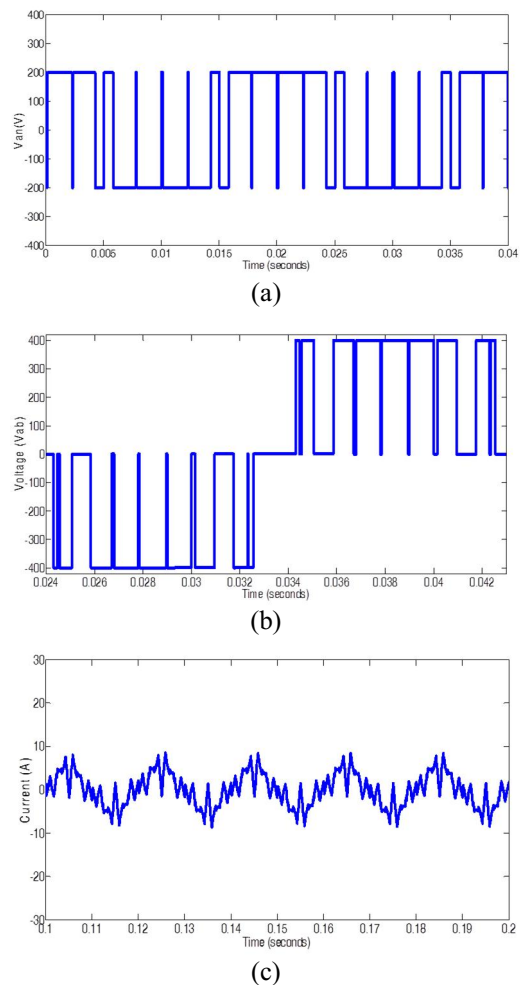 400
300
200
100
0
-100
-200
-300
-400
Van(V)
0 0.005 0.01 0.015 0.02 0.025 0.03 0.035 0.04
Time (seconds)
(a)
400
300
200
100
0
-100
-200
-300
-400
Voltage (Vab)
0.024 0.026 0.028 0.03 0.032 0.034 0.036 0.038 0.04 0.042
Time (seconds)
(b)
30
20
10
0
-10
-20
-30
Current (A)
0.1 0.11 0.12 0.13 0.14 0.15 0.16 0.17 0.18 0.19 0.2
Time (seconds)
(c)